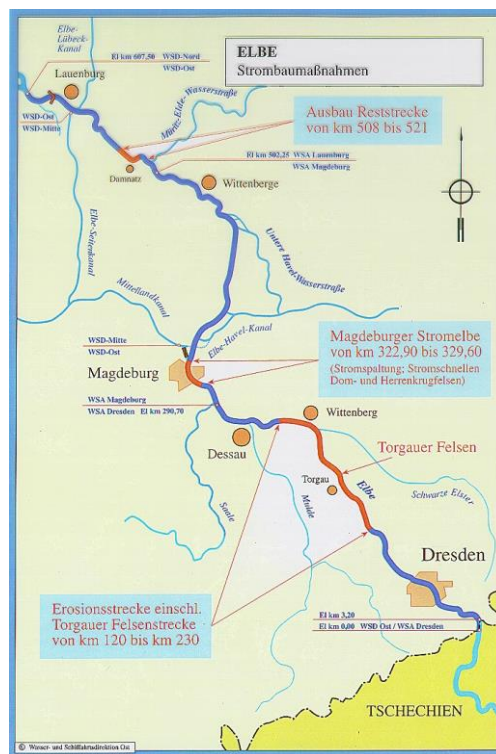 ELBE
Strombaumaßnahmen
Elbe-
Lübeck-
Kanal
El km 607,50 WSD-Nord
WSD-Ost
Lauenburg
WSD-Ost
WSD-Mitte
Müritz-Elde-Wasserstraße
Ausbau Reststrecke
von km 508 bis 521
El km 502,25 WSA Lauenburg
WSA Magdeburg
Damnatz
Wittenberge
Elbe-Seitenkanal
Untere Havel-Wasserstraße
Mittellandkanal
Elbe-Havel-Kanal
WSD-Mitte
WSD-Ost
Magdeburger Stromelbe
von km 322,90 bis 329,60
(Stromspaltung; Stromschnellen
Dom- und Herrenkrugfelsen)
Magdeburg
WSA Magdeburg
WSA Dresden El km 290,70
Wittenberg
Dessau
Torgauer Felsen
Torgau
Elbe
Schwarze Elster
Saale
Mulde
Dresden
Erosionsstrecke einschl.
Torgauer Felsenstrecke
von km 120 bis km 230
El km 3,20
El km 0,00 WSD Ost / WSA Dresden
TSCHECHIEN
© Wasser- und Schiffahrtsdirektion Ost